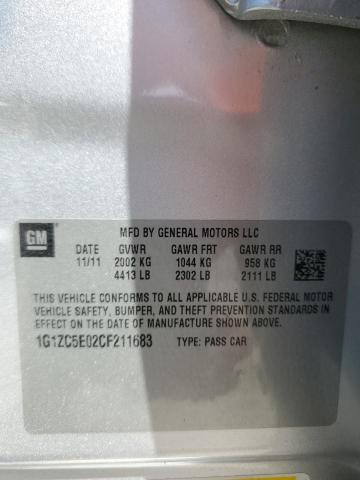 GM
MFD BY GENERAL MOTORS LLC
DATE GVWR GAWR FRT GAWR RR
11/11 2002 KG 1044 KG 958 KG
4413 LB 2302 LB 2111 LB
THIS VEHICLE CONFORMS TO ALL APPLICABLE U.S. FEDERAL MOTOR
VEHICLE SAFETY, BUMPER, AND THEFT PREVENTION STANDARDS IN
EFFECT ON THE DATE OF MANUFACTURE SHOWN ABOVE.
1G1ZC5E02CF211683 TYPE: PASS CAR